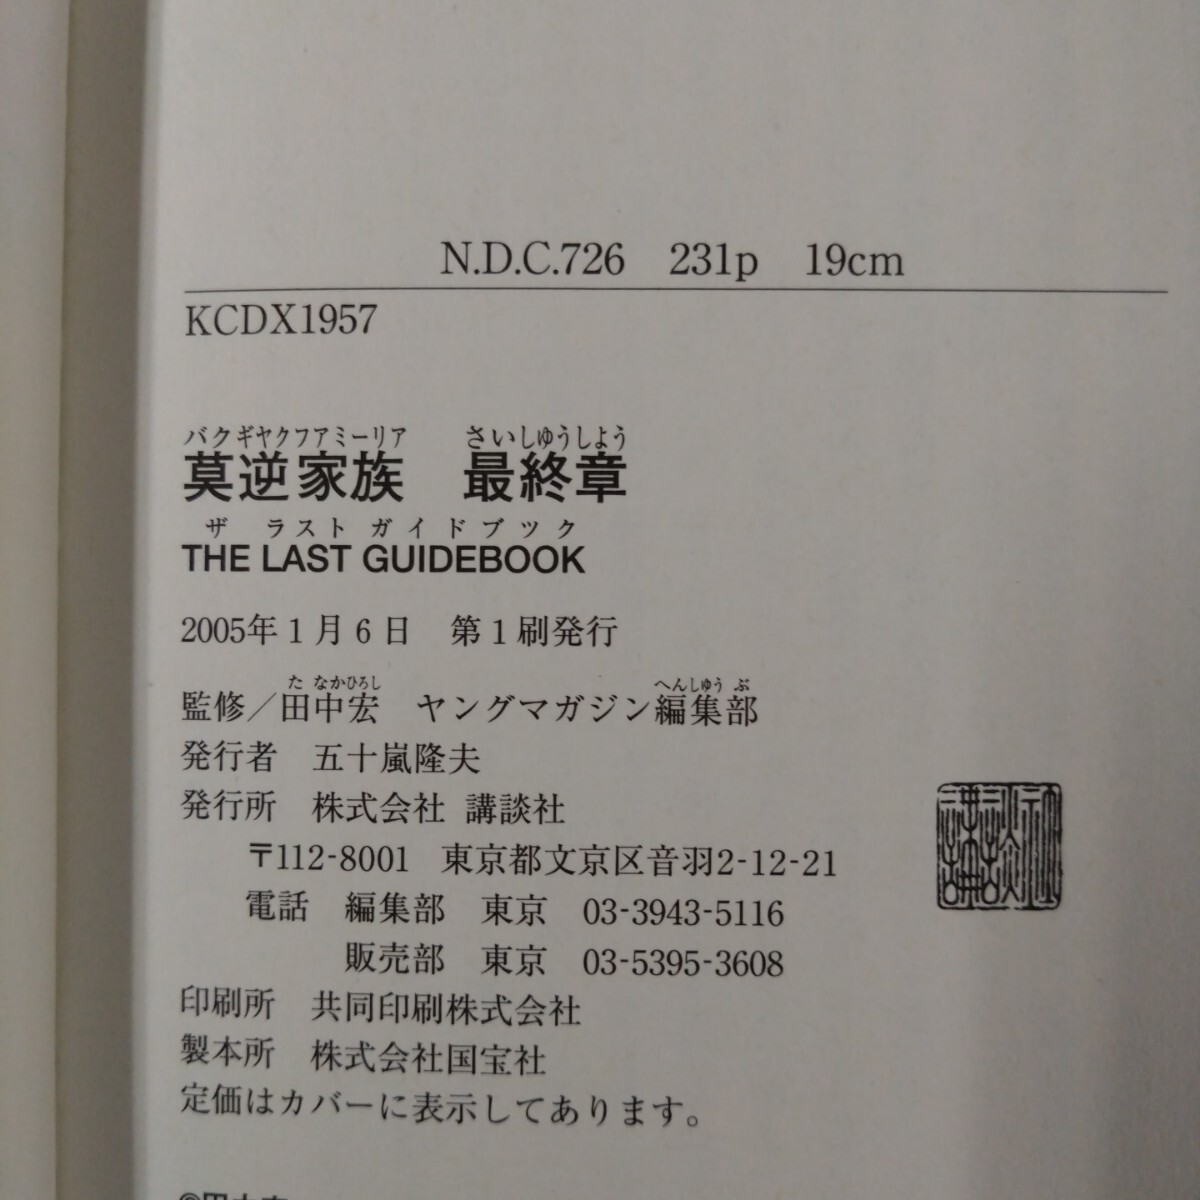 N.D.C.726 231p 19cm
KCDX1957
バクギヤクフアミーリア さいしゆうしよう
莫逆家族 最終章
ザ ラスト ガイドブック
THE LAST GUIDEBOOK
2005年1月6日 第1刷発行
た なかひろし へんしゆう ぶ
監修/田中宏 ヤングマガジン編集部
発行者 五十嵐隆夫
発行所 株式会社 講談社
〒112-8001 東京都文京区音羽2-12-21
電話 編集部 東京 03-3943-5116
販売部 東京 03-5395-3608
印刷所 共同印刷株式会社
製本所 株式会社国宝社
定価はカバーに表示してあります。